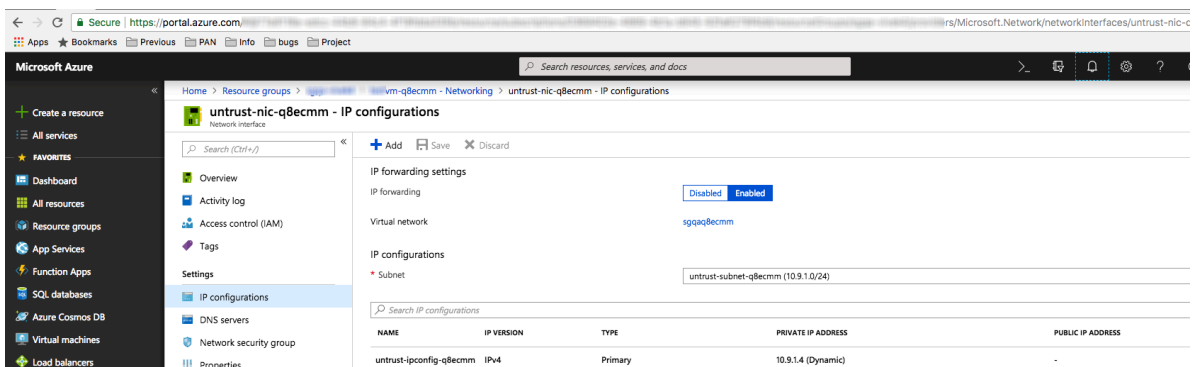 Secure https://portal.azure.com/ rs/Microsoft.Network/networkInterfaces/untrust-nic-
Apps Bookmarks Previous PAN Info bugs Project
Microsoft Azure Search resources, services, and docs
Home > Resource groups > vm-q8ecmm - Networking > untrust-nic-q8ecmm - IP configurations
Create a resource
All services
FAVORITES
Dashboard
All resources
Resource groups
App Services
Function Apps
SQL databases
Azure Cosmos DB
Virtual machines
Load balancers
untrust-nic-q8ecmm - IP configurations
Network interface
Search (Ctrl+/)
Overview
Activity log
Access control (IAM)
Tags
Settings
IP configurations
DNS servers
Network security group
Properties
Add Save Discard
IP forwarding settings
IP forwarding Disabled Enabled
Virtual network sgqaq8ecmm
IP configurations
* Subnet untrust-subnet-q8ecmm (10.9.1.0/24)
Search IP configurations
NAME IP VERSION TYPE PRIVATE IP ADDRESS PUBLIC IP ADDRESS
untrust-ipconfig-q8ecmm IPv4 Primary 10.9.1.4 (Dynamic) -